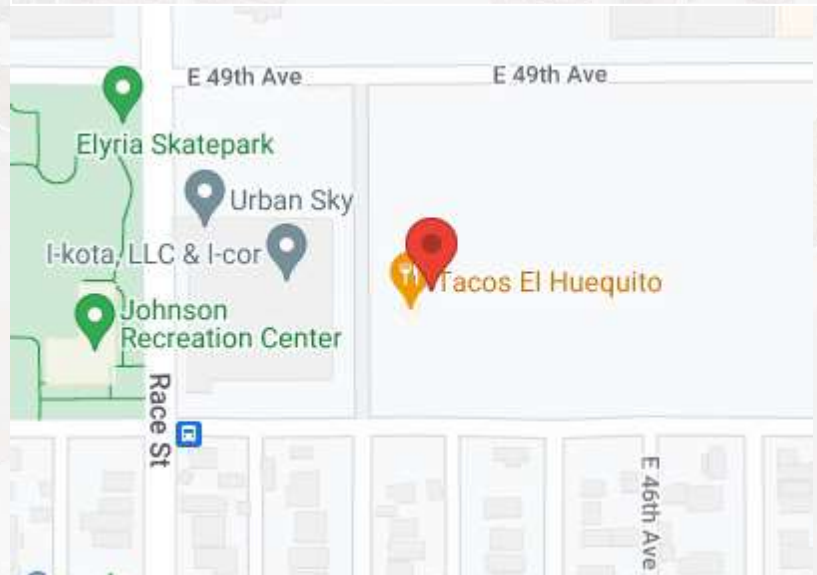 E 49th Ave
E 49th Ave
Elyria Skatepark
Urban Sky
I-kota, LLC & I-cor
Tacos El Huequito
Johnson
Recreation Center
Race St
E 46th Ave